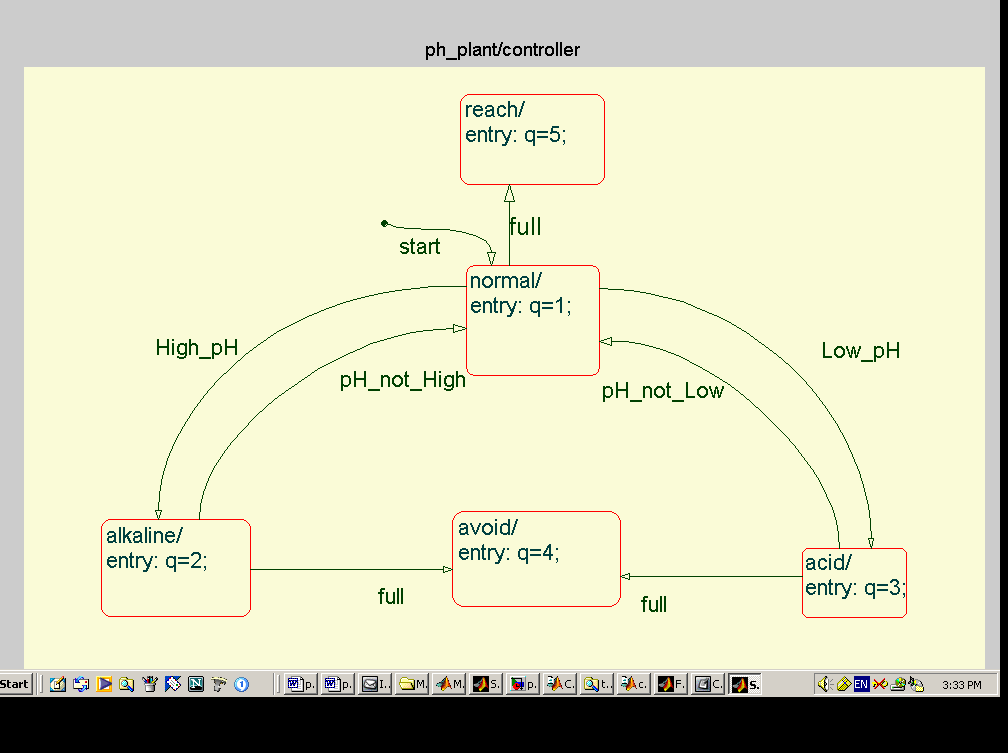 ph_plant/controller
reach/
entry: q=5;
full
start
normal/
entry: q=1;
High_pH
Low_pH
pH_not_High
pH_not_Low
alkaline/
entry: q=2;
avoid/
entry: q=4;
acid/
entry: q=3;
full
full
Start
p.
p.
I..
M.
M.
S.
p.
C.
t..
c.
F.
C.
S.
EN
3:33 PM